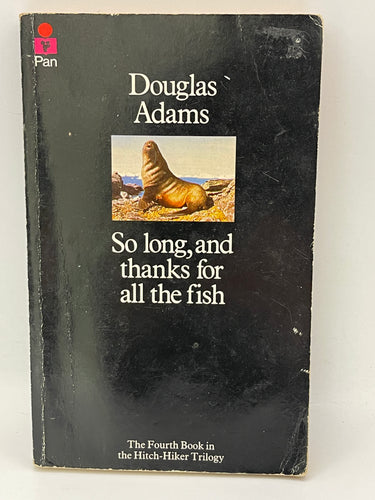 Pan
Douglas
Adams
So long, and
thanks for
all the fish
The Fourth Book in
the Hitch-Hiker Trilogy